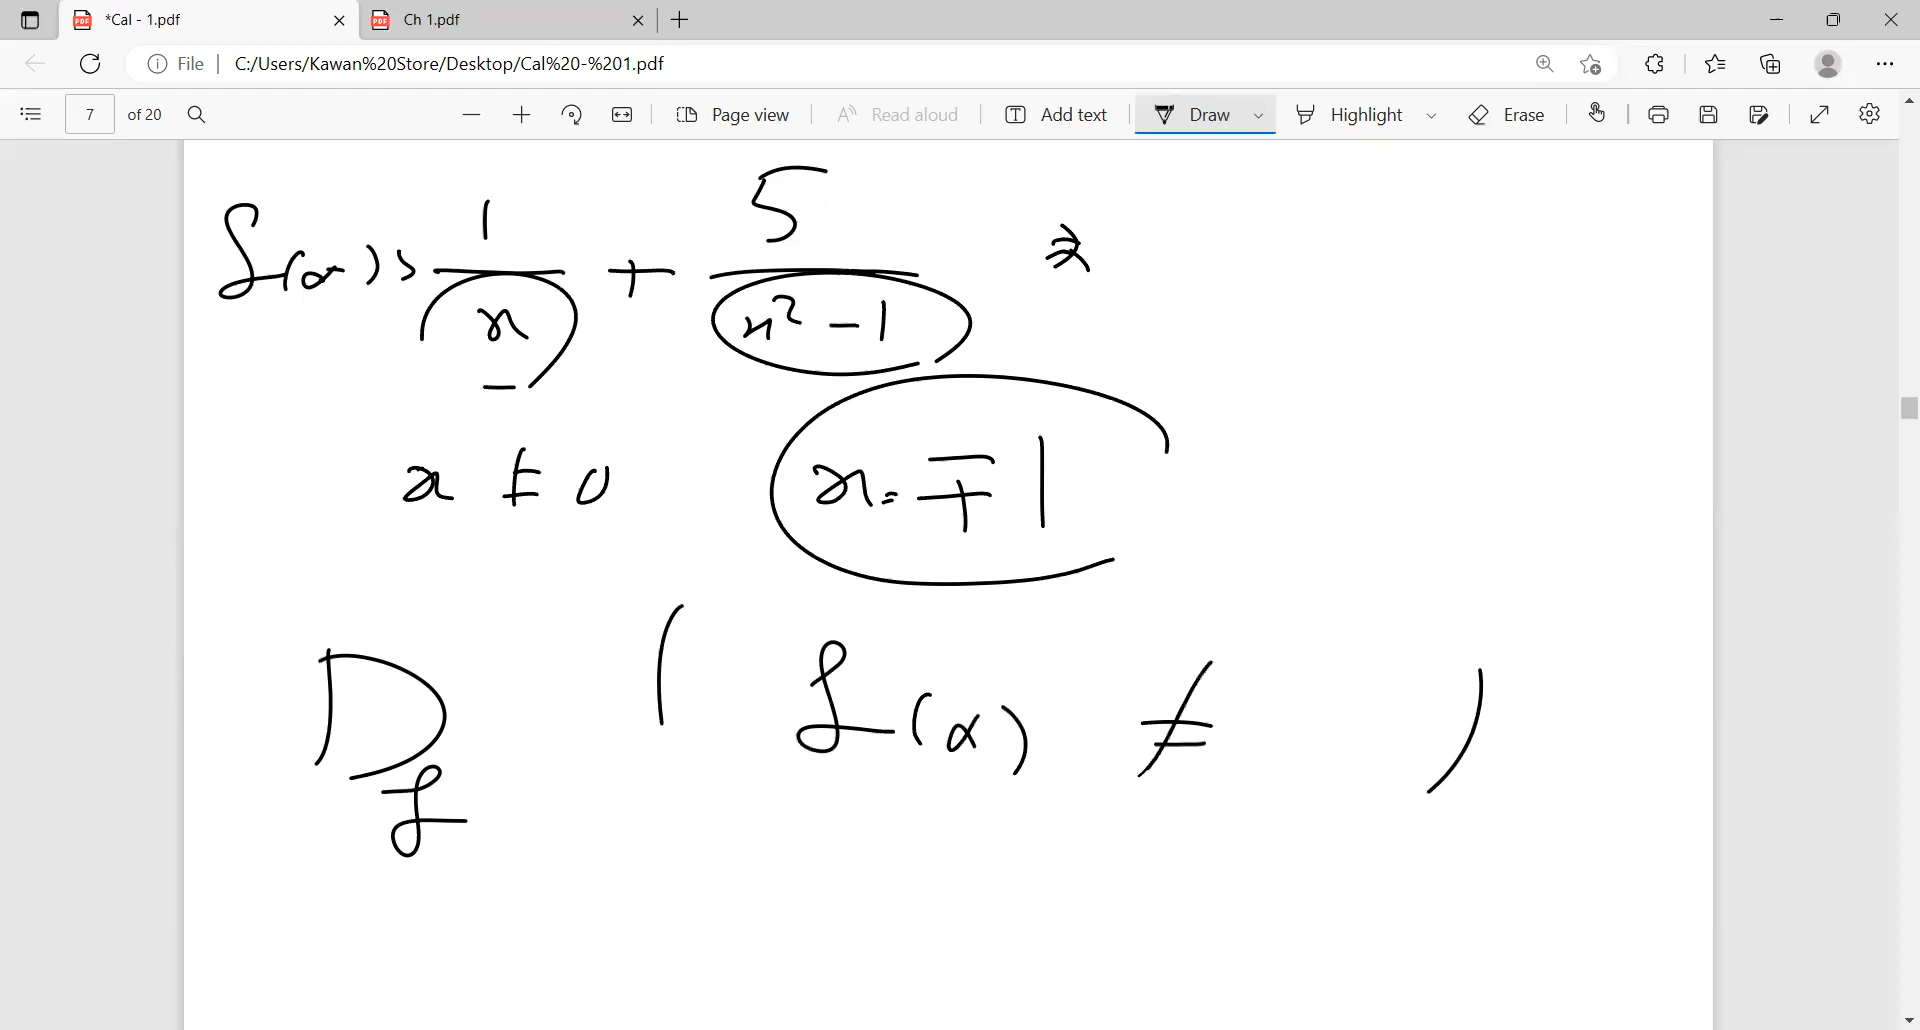 *Cal - 1.pdf
Ch 1.pdf
File
C:/Users/Kawan%20Store/Desktop/Cal%20-%201.pdf
7 of 20
Page view
Read aloud
Add text
Draw
Highlight
Erase
f(x) = 1/x + 5/(x² - 1)
x ≠ 0
x = ∓ 1
D_f ( f(x) ≠ )